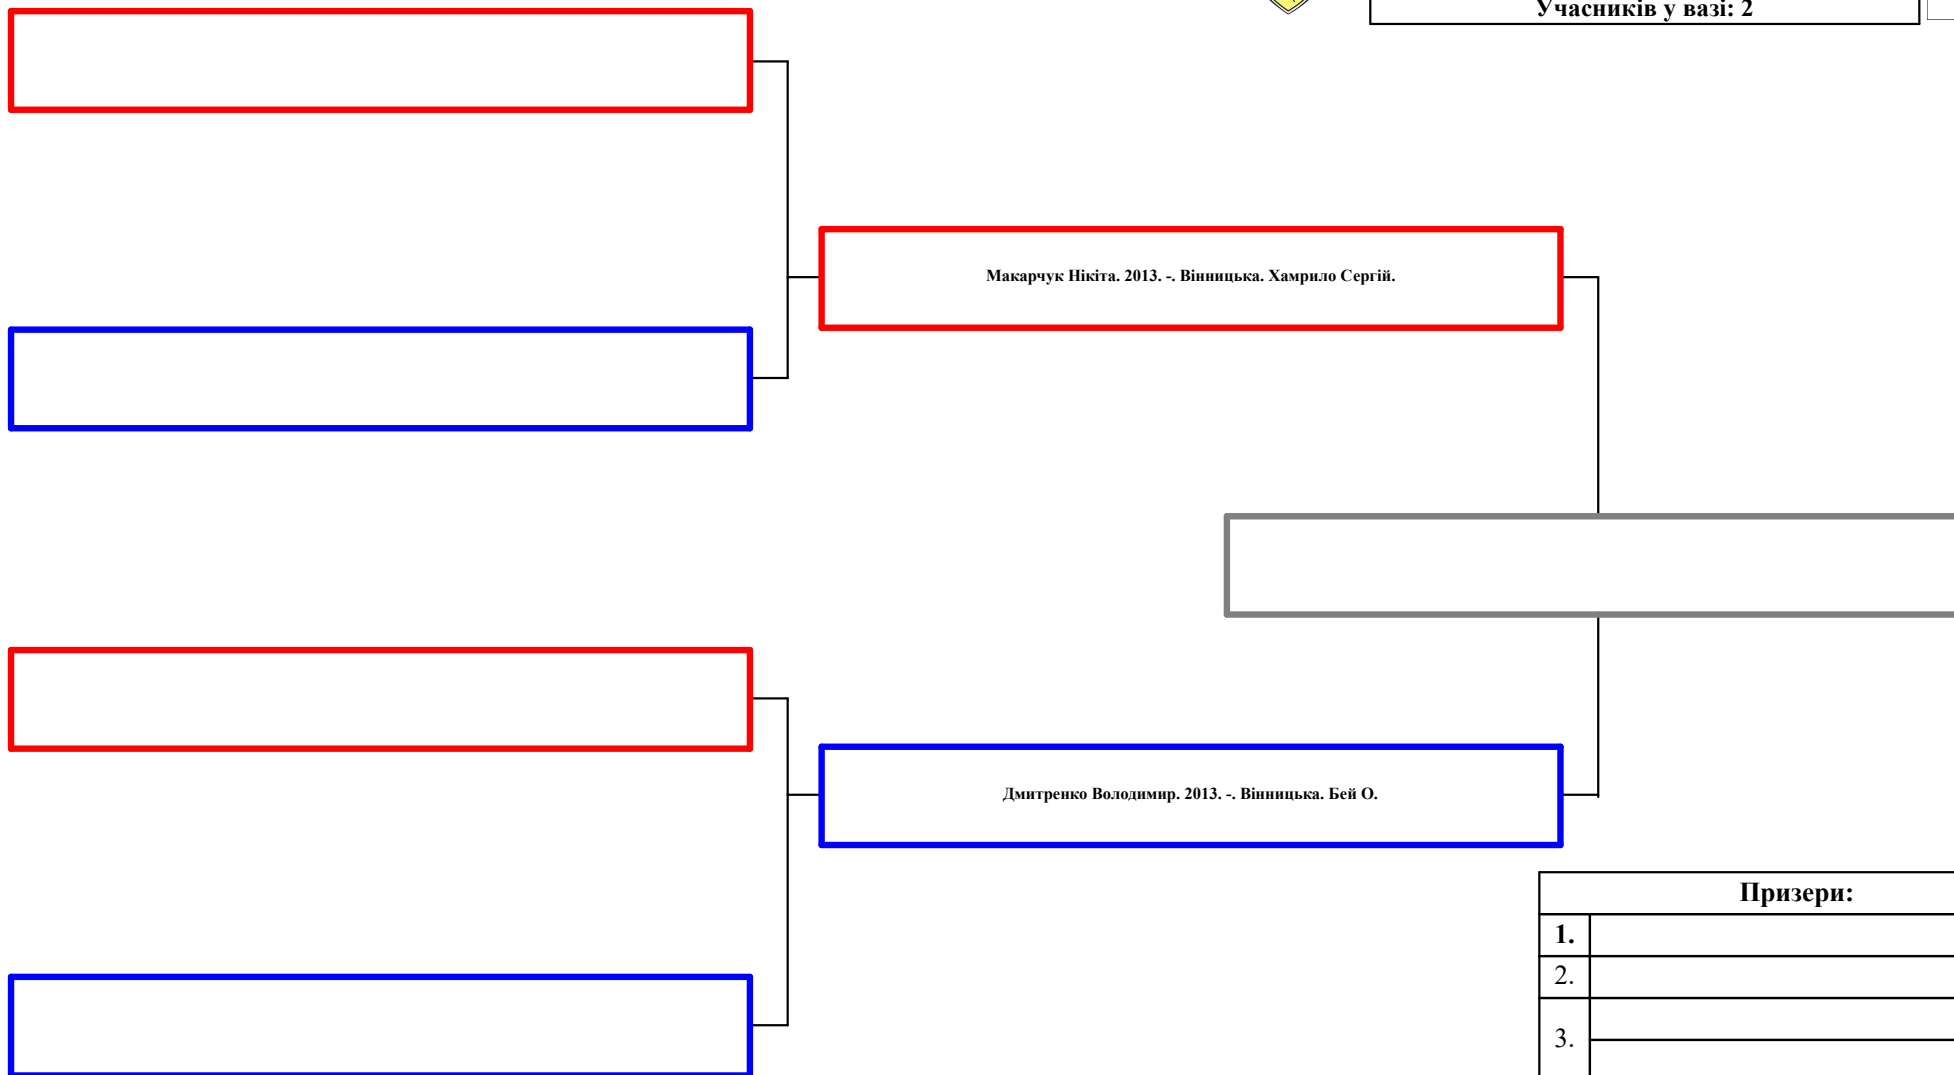 Учасників у вазі: 2
Макарчук Нікіта. 2013. -. Вінницька. Хамрило Сергій.
Дмитренко Володимир. 2013. -. Вінницька. Бей О.
Призери:
1.
2.
3.